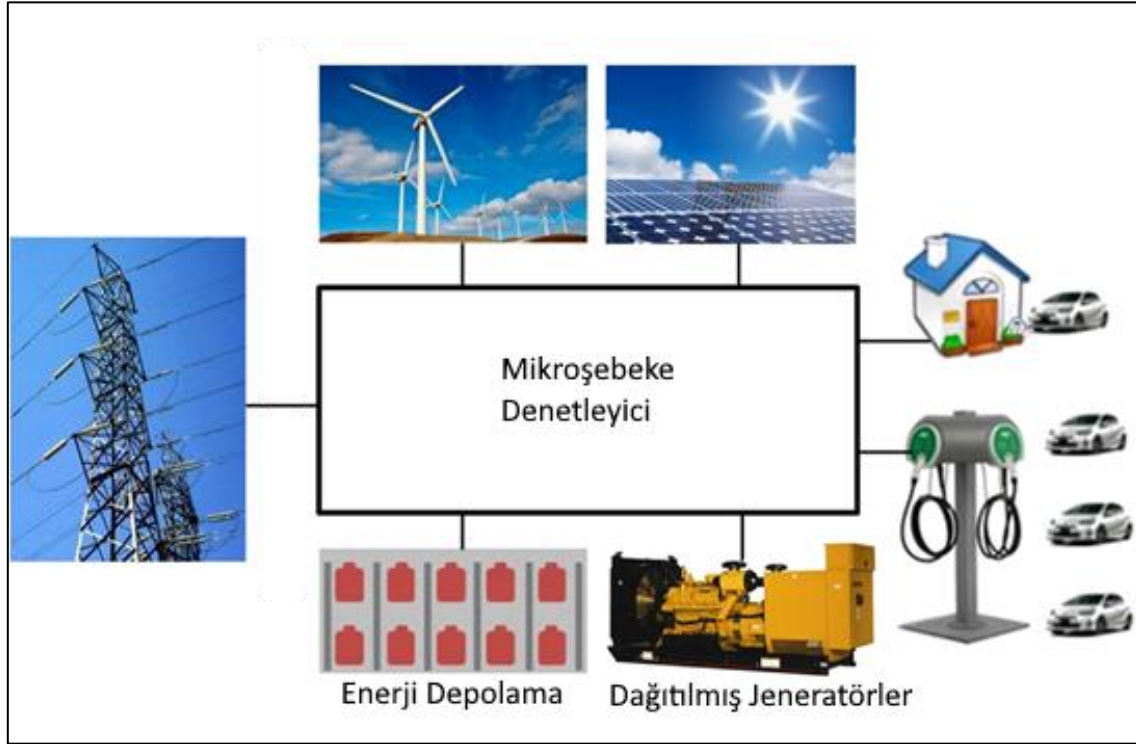 Mikroşebeke
Denetleyici
Enerji Depolama
Dağıtılmış Jeneratörler